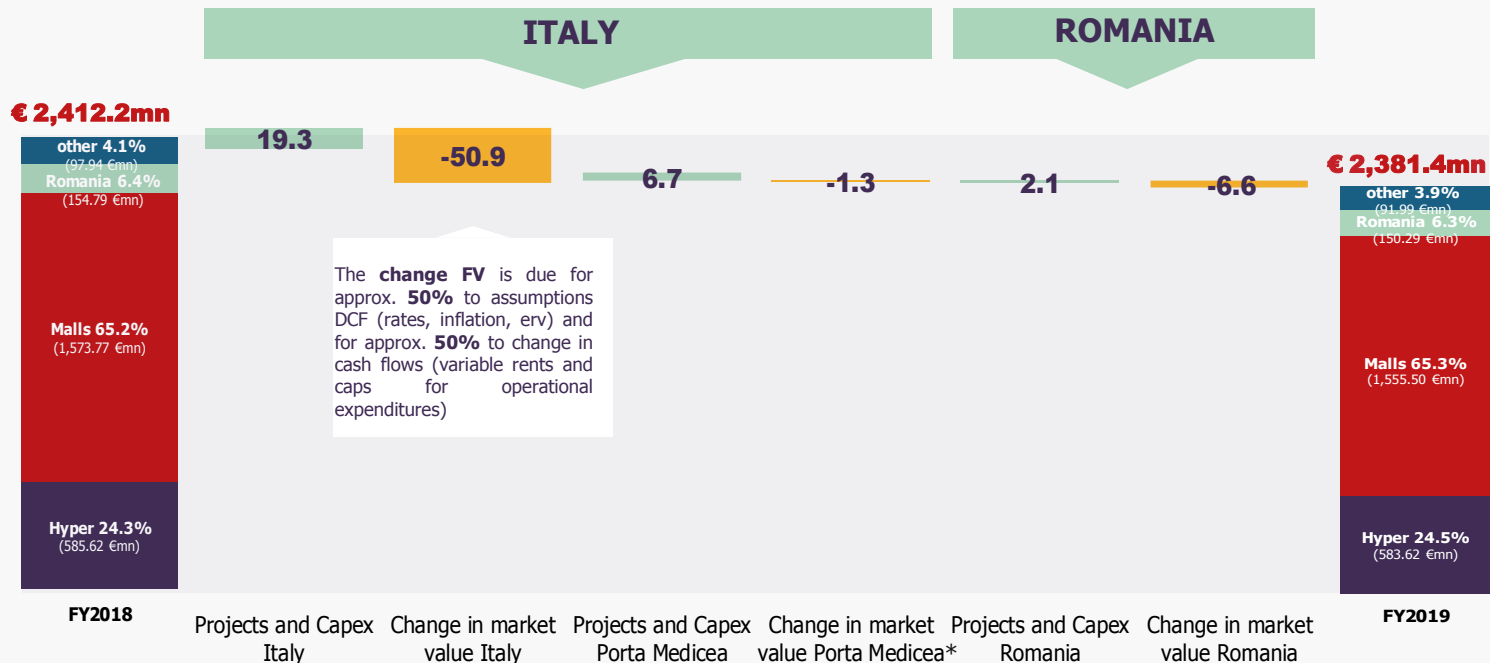 ITALY
ROMANIA
€ 2,412.2mn
other 4.1%
(97.94 €mn)
Romania 6.4%
(154.79 €mn)
Malls 65.2%
(1,573.77 €mn)
Hyper 24.3%
(585.62 €mn)
FY2018
19.3
-50.9
6.7
-1.3
2.1
-6.6
The change FV is due for
approx. 50% to assumptions
DCF (rates, inflation, erv) and
for approx. 50% to change in
cash flows (variable rents and
caps for operational
expenditures)
€ 2,381.4mn
other 3.9%
(91.99 €mn)
Romania 6.3%
(150.29 €mn)
Malls 65.3%
(1,555.50 €mn)
Hyper 24.5%
(583.62 €mn)
FY2019
Projects and Capex
Italy
Change in market
value Italy
Projects and Capex
Porta Medicea
Change in market
value Porta Medicea*
Projects and Capex
Romania
Change in market
value Romania